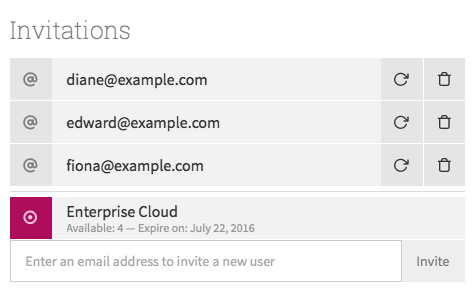 Invitations
@ diane@example.com
@ edward@example.com
@ fiona@example.com
Enterprise Cloud
Available: 4 — Expire on: July 22, 2016
Enter an email address to invite a new user Invite